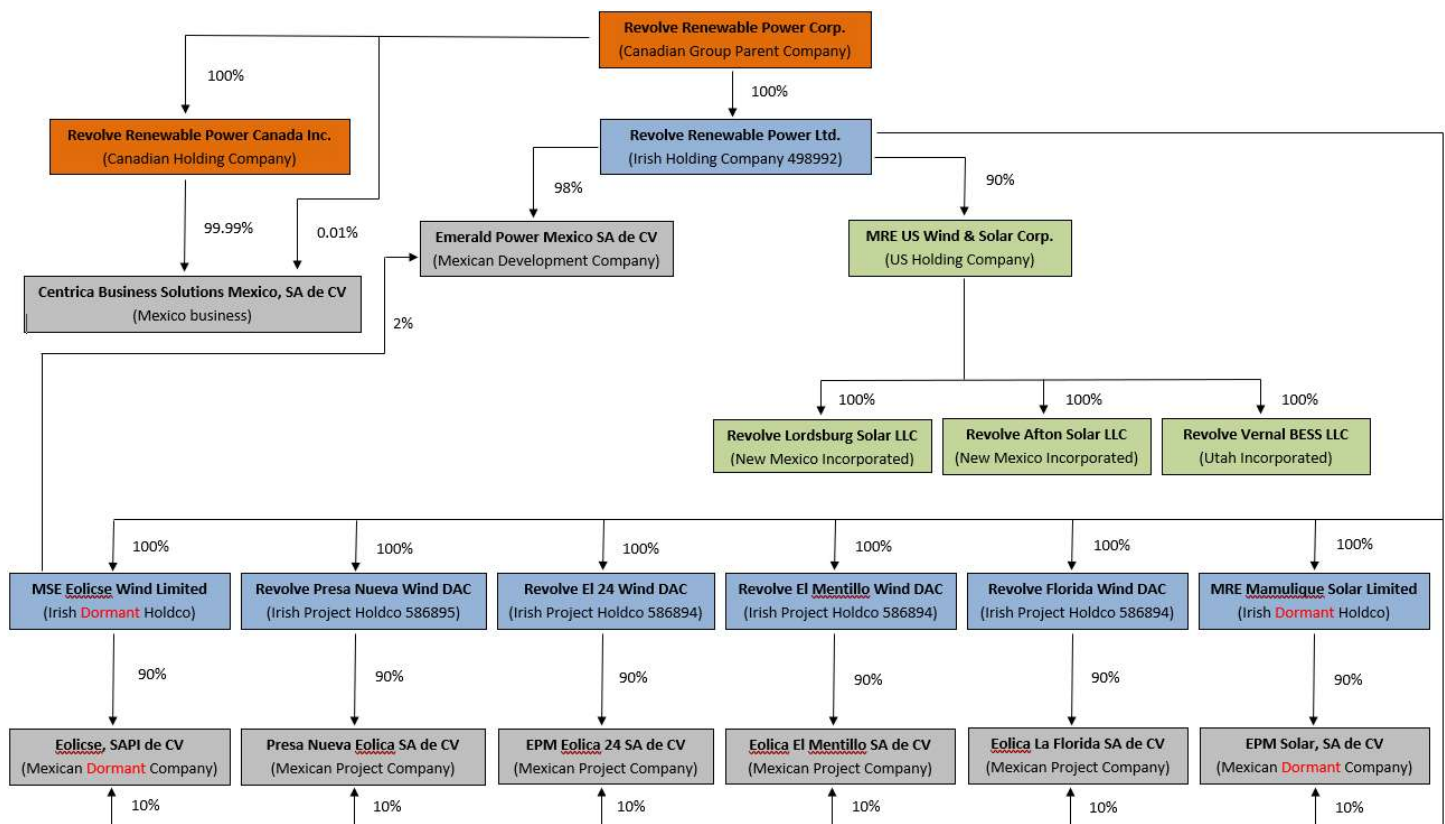 Revolve Renewable Power Corp.
(Canadian Group Parent Company)
100%
100%
Revolve Renewable Power Canada Inc.
(Canadian Holding Company)
Revolve Renewable Power Ltd.
(Irish Holding Company 498992)
98%
90%
99.99%
0.01%
Emerald Power Mexico SA de CV
(Mexican Development Company)
MRE US Wind & Solar Corp.
(US Holding Company)
Centrica Business Solutions Mexico, SA de CV
(Mexico business)
2%
100%
100%
100%
Revolve Lordsburg Solar LLC
(New Mexico Incorporated)
Revolve Afton Solar LLC
(New Mexico Incorporated)
Revolve Vernal BESS LLC
(Utah Incorporated)
100%
100%
100%
100%
100%
100%
MSE Eolicse Wind Limited
(Irish Dormant Holdco)
Revolve Presa Nueva Wind DAC
(Irish Project Holdco 586895)
Revolve El 24 Wind DAC
(Irish Project Holdco 586894)
Revolve El Mentillo Wind DAC
(Irish Project Holdco 586894)
Revolve Florida Wind DAC
(Irish Project Holdco 586894)
MRE Mamulique Solar Limited
(Irish Dormant Holdco)
90%
90%
90%
90%
90%
90%
Eolicse, SAPI de CV
(Mexican Dormant Company)
Presa Nueva Eolica SA de CV
(Mexican Project Company)
EPM Eolica 24 SA de CV
(Mexican Project Company)
Eolica El Mentillo SA de CV
(Mexican Project Company)
Eolica La Florida SA de CV
(Mexican Project Company)
EPM Solar, SA de CV
(Mexican Dormant Company)
10%
10%
10%
10%
10%
10%